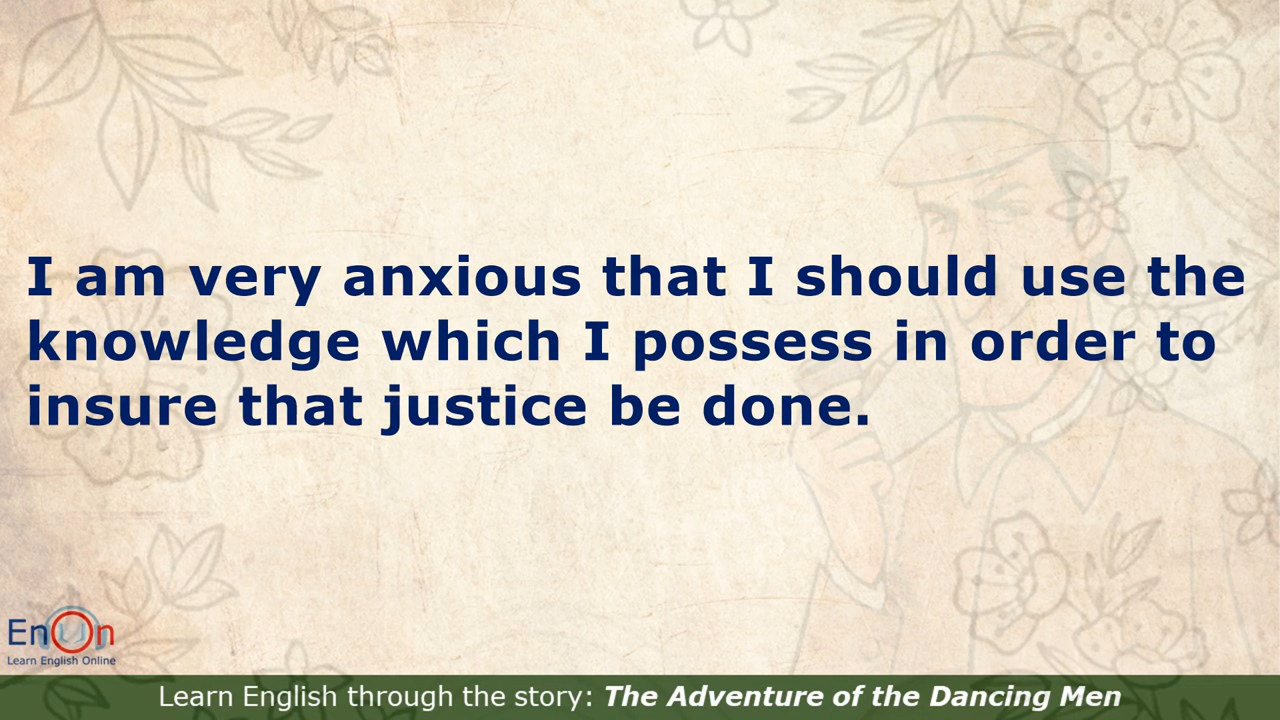 I am very anxious that I should use the
knowledge which I possess in order to
insure that justice be done.
EnOn
Learn English Online
Learn English through the story: The Adventure of the Dancing Men